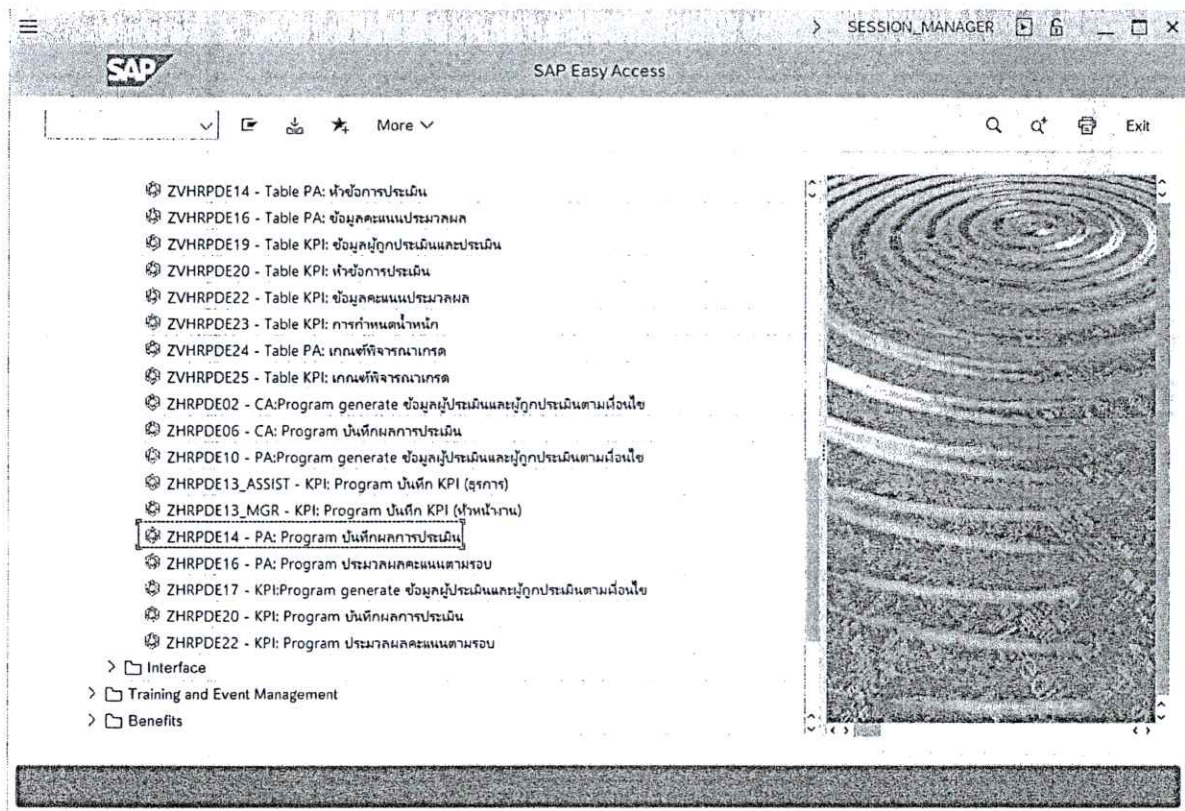 SESSION_MANAGER
SAP
SAP Easy Access
More
Exit
ZVHRPDE14 - Table PA: หัวข้อการประเมิน
ZVHRPDE16 - Table PA: ข้อมูลคะแนนประมวลผล
ZVHRPDE19 - Table KPI: ข้อมูลผู้ถูกประเมินและประเมิน
ZVHRPDE20 - Table KPI: หัวข้อการประเมิน
ZVHRPDE22 - Table KPI: ข้อมูลคะแนนประมวลผล
ZVHRPDE23 - Table KPI: การกำหนดน้ำหนัก
ZVHRPDE24 - Table PA: เกณฑ์พิจารณาเกรด
ZVHRPDE25 - Table KPI: เกณฑ์พิจารณาเกรด
ZHRPDE02 - CA:Program generate ข้อมูลผู้ประเมินและผู้ถูกประเมินตามเงื่อนไข
ZHRPDE06 - CA: Program บันทึกผลการประเมิน
ZHRPDE10 - PA:Program generate ข้อมูลผู้ประเมินและผู้ถูกประเมินตามเงื่อนไข
ZHRPDE13_ASSIST - KPI: Program บันทึก KPI (ธุรการ)
ZHRPDE13_MGR - KPI: Program บันทึก KPI (หัวหน้างาน)
ZHRPDE14 - PA: Program บันทึกผลการประเมิน
ZHRPDE16 - PA: Program ประมวลผลคะแนนตามรอบ
ZHRPDE17 - KPI:Program generate ข้อมูลผู้ประเมินและผู้ถูกประเมินตามเงื่อนไข
ZHRPDE20 - KPI: Program บันทึกผลการประเมิน
ZHRPDE22 - KPI: Program ประมวลผลคะแนนตามรอบ
Interface
Training and Event Management
Benefits